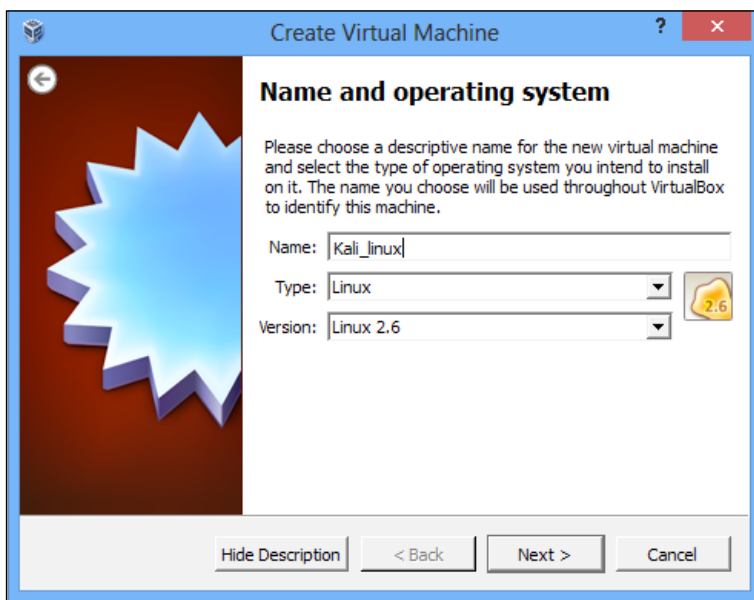 Create Virtual Machine
?
Name and operating system
Please choose a descriptive name for the new virtual machine
and select the type of operating system you intend to install
on it. The name you choose will be used throughout VirtualBox
to identify this machine.
Name: Kali_linux
Type: Linux
2.6
Version: Linux 2.6
Hide Description
< Back
Next >
Cancel